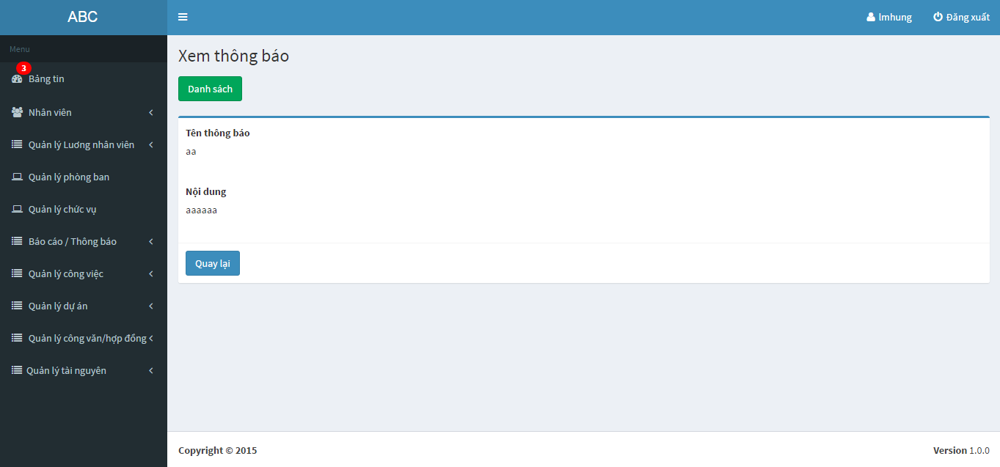 ABC
lmhung
Đăng xuất
Menu
3
Bảng tin
Nhân viên
Quản lý Lương nhân viên
Quản lý phòng ban
Quản lý chức vụ
Báo cáo / Thông báo
Quản lý công việc
Quản lý dự án
Quản lý công văn/hợp đồng
Quản lý tài nguyên
Xem thông báo
Danh sách
Tên thông báo
aa
Nội dung
aaaaaa
Quay lại
Copyright © 2015
Version 1.0.0